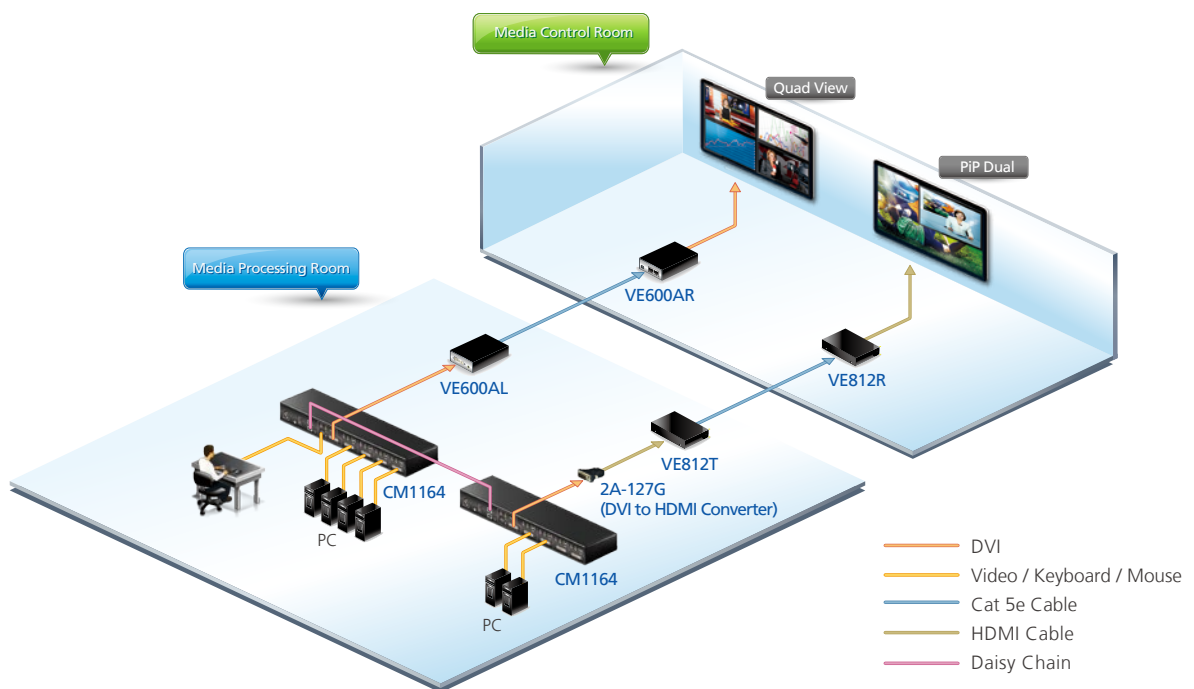 Media Control Room
Quad View
PiP Dual
Media Processing Room
VE600AR
VE812R
VE600AL
VE812T
CM1164
2A-127G
(DVI to HDMI Converter)
PC
CM1164
PC
DVI
Video / Keyboard / Mouse
Cat 5e Cable
HDMI Cable
Daisy Chain